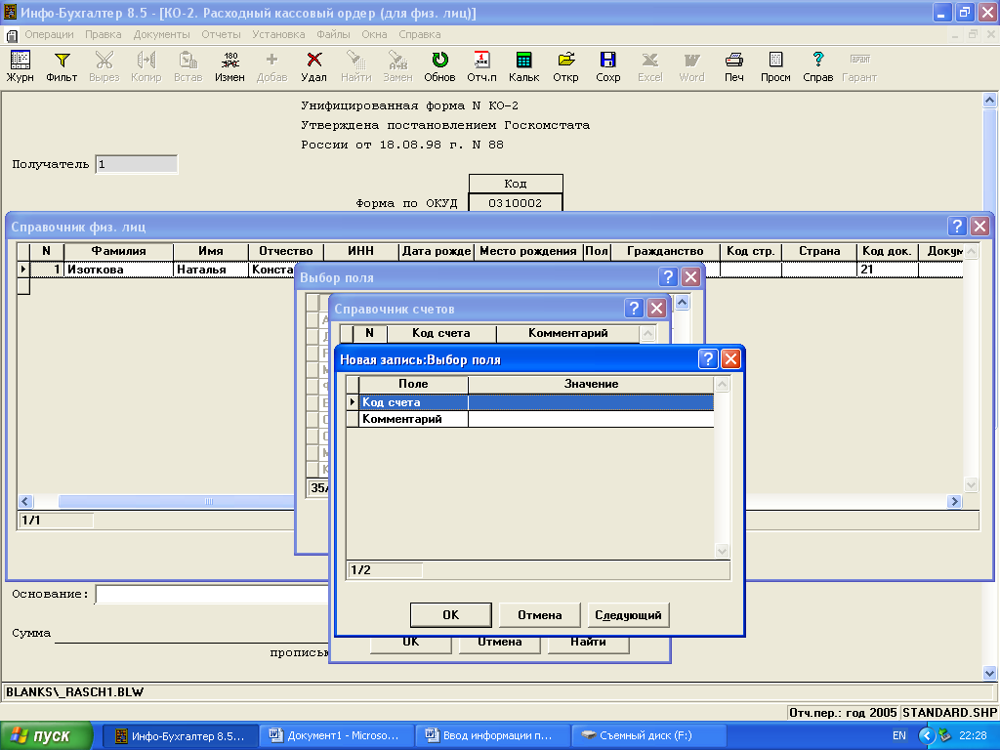 Инфо-Бухгалтер 8.5 - [КО-2. Расходный кассовый ордер (для физ. лиц)]
Операции Правка Документы Отчеты Установка Файлы Окна Справка
Журн Фильт Вырез Копир Встав Измен Добав Удал Найти Замен Обнов Отч.п Кальк Откр Сохр Excel Word Печ Просм Справ Гарант
Унифицированная форма N КО-2
Утверждена постановлением Госкомстата
России от 18.08.98 г. N 88
Получатель 1
Код
Форма по ОКУД 0310002
Справочник физ. лиц
N Фамилия Имя Отчество ИНН Дата рожде Место рождения Пол Гражданство Код стр. Страна Код док. Докум
1 Изоткова Наталья Конста 21
Выбор поля
Справочник счетов
N Код счета Комментарий
Новая запись:Выбор поля
Поле Значение
Код счета
Комментарий
35/
1/1
1/2
OK Отмена Следующий
OK Отмена Найти
Основание:
Сумма
прописью
BLANKS\_RASCH1.BLW
Отч.пер.: год 2005 STANDARD.SHP
пуск Инфо-Бухгалтер 8.5... Документ1 - Microso... Ввод информации п... Съемный диск (F:) EN 22:28